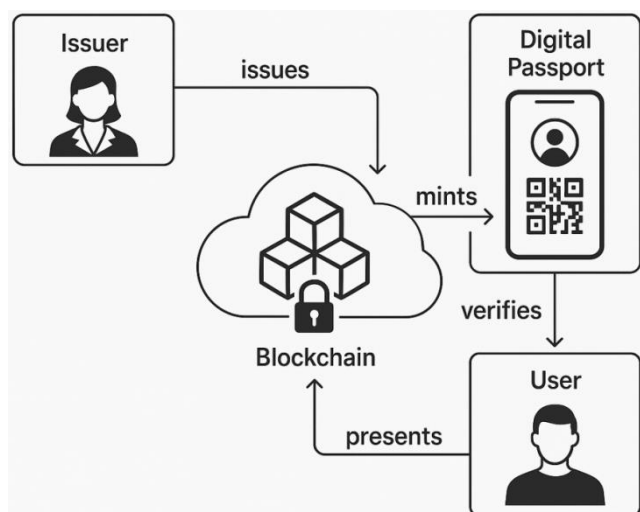 Issuer
issues
Digital
Passport
mints
verifies
Blockchain
User
presents